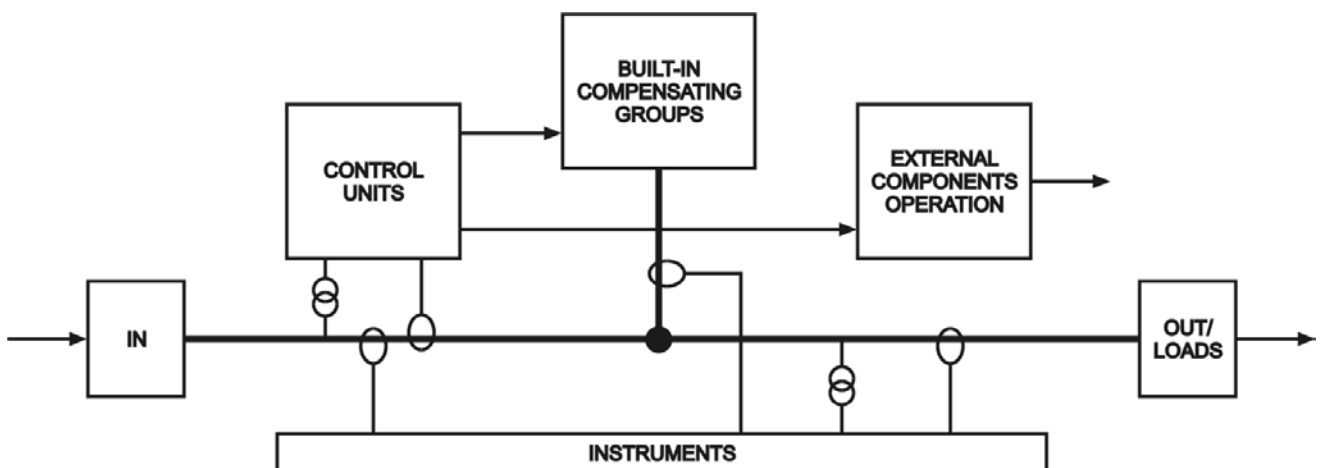 BUILT-IN
COMPENSATING
GROUPS
CONTROL
UNITS
EXTERNAL
COMPONENTS
OPERATION
IN
OUT/
LOADS
INSTRUMENTS